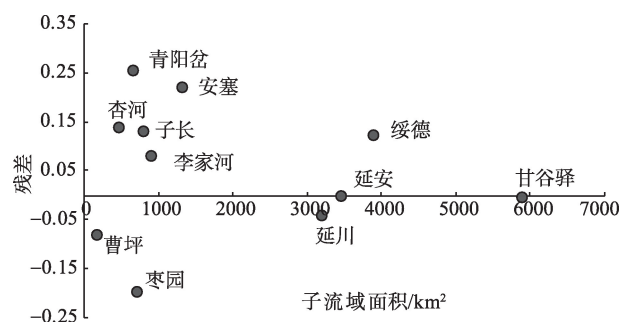 0.35
0.25
0.15
0.05
−0.05
−0.15
−0.25
残差
青阳岔
安塞
杏河
子长
李家河
绥德
延安
甘谷驿
0 1000 2000 3000 4000 5000 6000 7000
延川
曹坪
枣园
子流域面积/km²